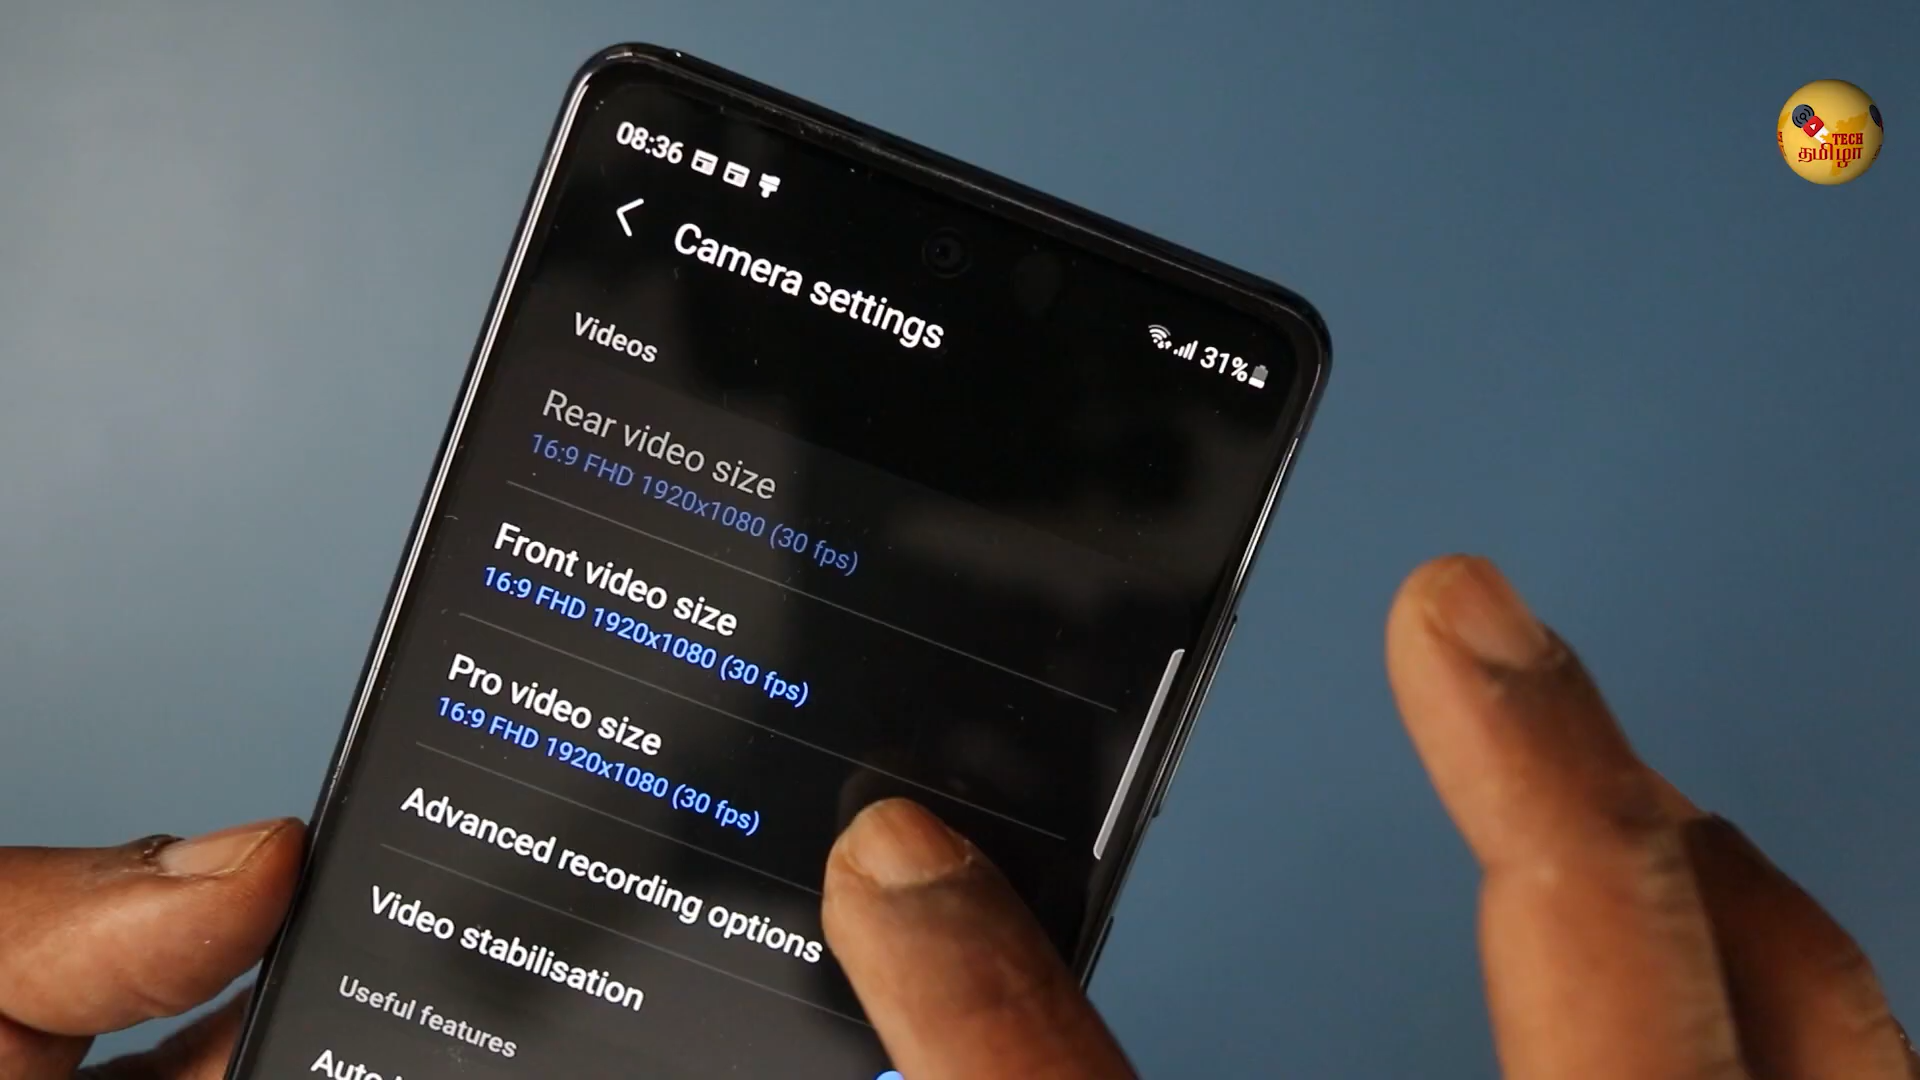 08:36
31%
Camera settings
Videos
Rear video size
16:9 FHD 1920x1080 (30 fps)
Front video size
16:9 FHD 1920x1080 (30 fps)
Pro video size
16:9 FHD 1920x1080 (30 fps)
Advanced recording options
Video stabilisation
Useful features
Auto
TECH
தமிழா